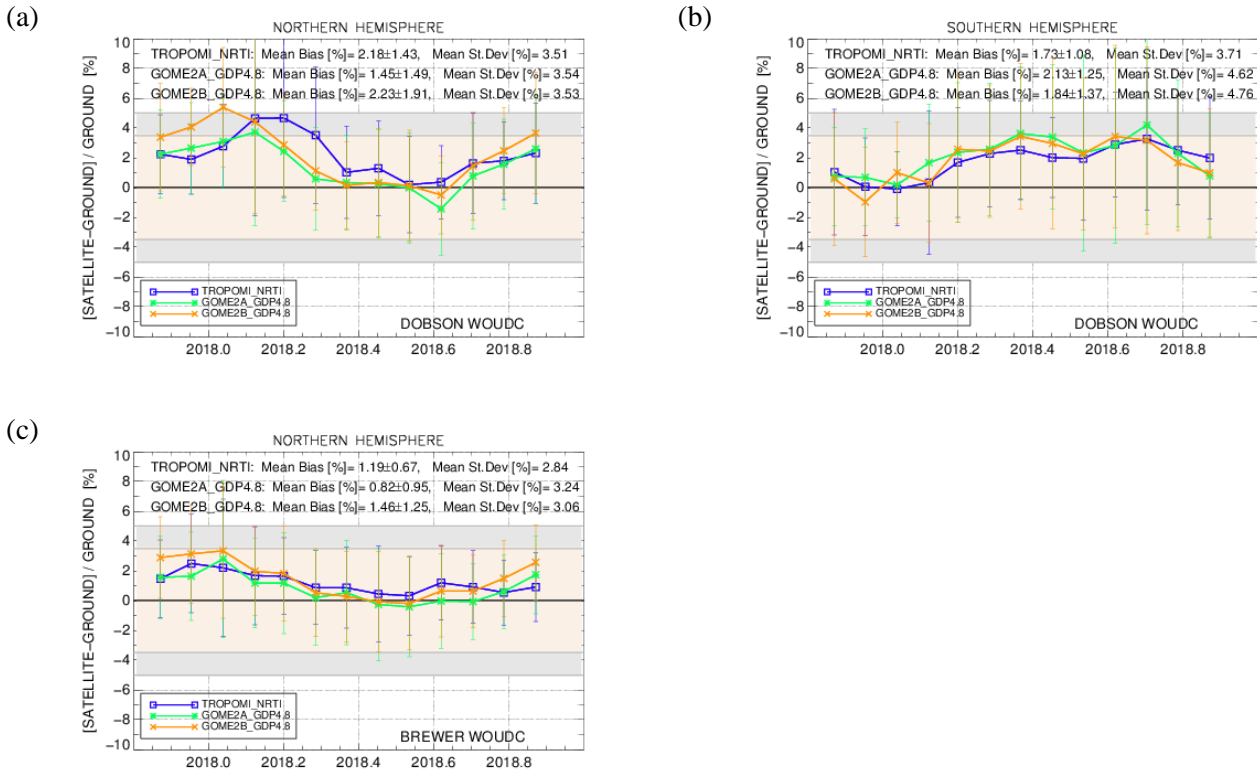 (a)
NORTHERN HEMISPHERE
[SATELLITE-GROUND] / GROUND [%]
10
8
6
4
2
0
-2
-4
-6
-8
-10
TROPOMI_NRTI: Mean Bias [%]= 2.18±1.43, Mean St.Dev [%]= 3.51
GOME2A_GDP4.8: Mean Bias [%]= 1.45±1.49, Mean St.Dev [%]= 3.54
GOME2B_GDP4.8: Mean Bias [%]= 2.23±1.91, Mean St.Dev [%]= 3.53
TROPOMI_NRTI
GOME2A_GDP4.8
GOME2B_GDP4.8
DOBSON WOUDC
2018.0 2018.2 2018.4 2018.6 2018.8
(b)
SOUTHERN HEMISPHERE
[SATELLITE-GROUND] / GROUND [%]
10
8
6
4
2
0
-2
-4
-6
-8
-10
TROPOMI_NRTI: Mean Bias [%]= 1.73±1.08, Mean St.Dev [%]= 3.71
GOME2A_GDP4.8: Mean Bias [%]= 2.13±1.25, Mean St.Dev [%]= 4.62
GOME2B_GDP4.8: Mean Bias [%]= 1.84±1.37, Mean St.Dev [%]= 4.76
TROPOMI_NRTI
GOME2A_GDP4.8
GOME2B_GDP4.8
DOBSON WOUDC
2018.0 2018.2 2018.4 2018.6 2018.8
(c)
NORTHERN HEMISPHERE
[SATELLITE-GROUND] / GROUND [%]
10
8
6
4
2
0
-2
-4
-6
-8
-10
TROPOMI_NRTI: Mean Bias [%]= 1.19±0.67, Mean St.Dev [%]= 2.84
GOME2A_GDP4.8: Mean Bias [%]= 0.82±0.95, Mean St.Dev [%]= 3.24
GOME2B_GDP4.8: Mean Bias [%]= 1.46±1.25, Mean St.Dev [%]= 3.06
TROPOMI_NRTI
GOME2A_GDP4.8
GOME2B_GDP4.8
BREWER WOUDC
2018.0 2018.2 2018.4 2018.6 2018.8